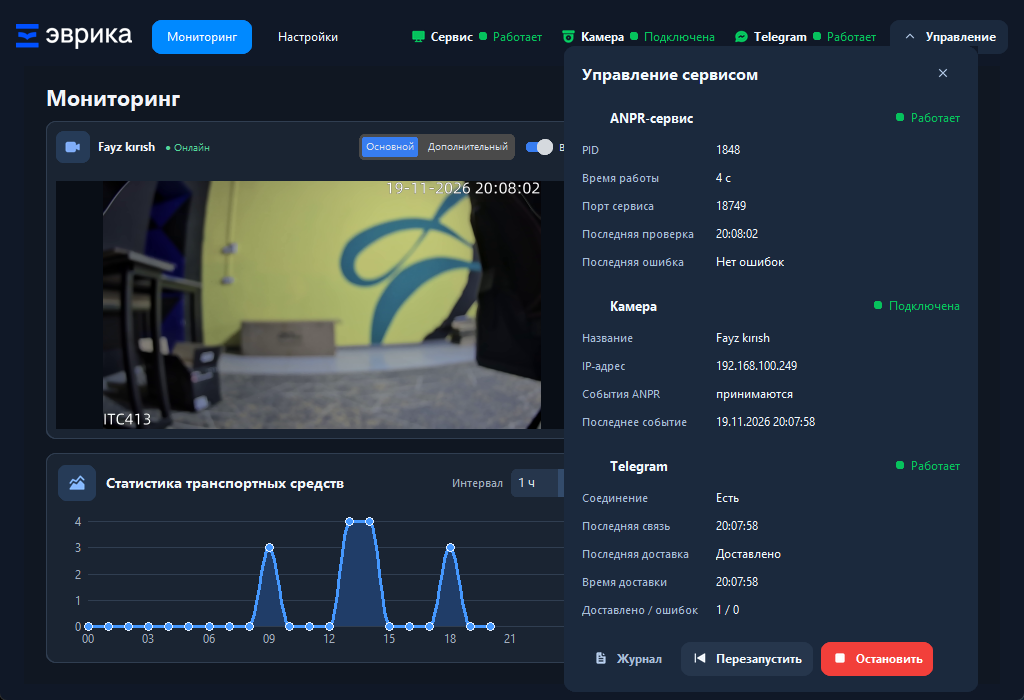 эврика
Мониторинг
Настройки
Сервис Работает
Камера Подключена
Telegram Работает
Управление
Мониторинг
Fayz kırısh
Онлайн
Основной
Дополнительный
19-11-2026 20:08:02
ITC413
Статистика транспортных средств
Интервал
1 ч
4
3
2
1
0
00 03 06 09 12 15 18 21
Управление сервисом
ANPR-сервис Работает
PID 1848
Время работы 4 с
Порт сервиса 18749
Последняя проверка 20:08:02
Последняя ошибка Нет ошибок
Камера Подключена
Название Fayz kırısh
IP-адрес 192.168.100.249
События ANPR принимаются
Последнее событие 19.11.2026 20:07:58
Telegram Работает
Соединение Есть
Последняя связь 20:07:58
Последняя доставка Доставлено
Время доставки 20:07:58
Доставлено / ошибок 1 / 0
Журнал
Перезапустить
Остановить